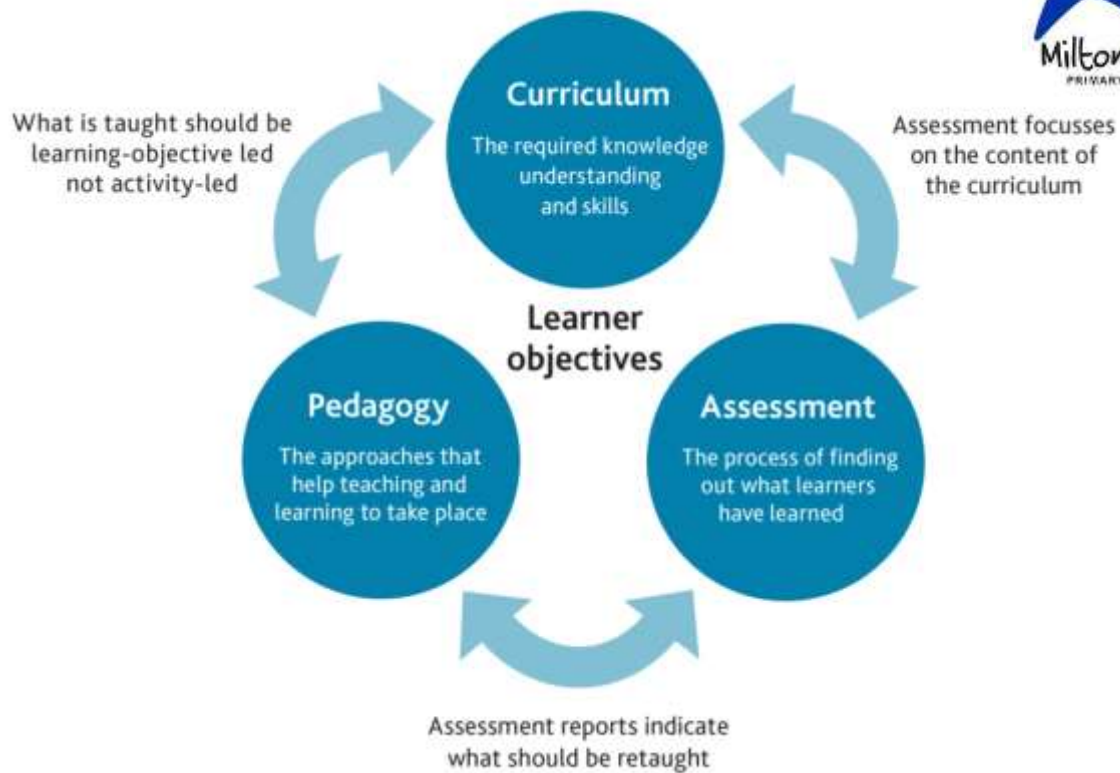 Milton
PRIMARY
Curriculum
The required knowledge
understanding
and skills
What is taught should be
learning-objective led
not activity-led
Assessment focusses
on the content of
the curriculum
Learner
objectives
Pedagogy
The approaches that
help teaching and
learning to take place
Assessment
The process of finding
out what learners
have learned
Assessment reports indicate
what should be retaught